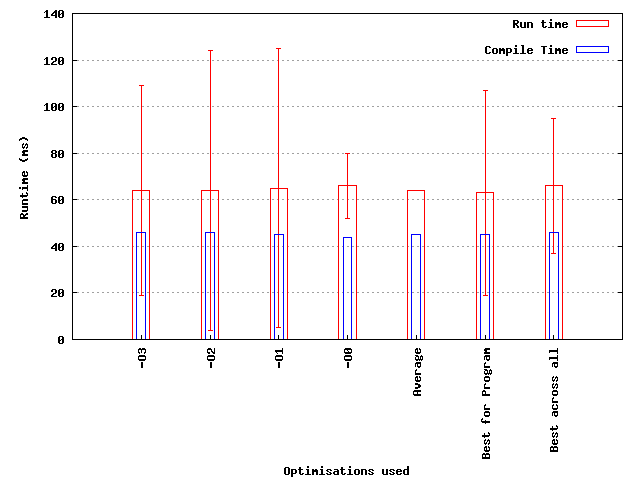 140
120
100
80
60
40
20
0
Runtime (ms)
Run time
Compile Time
-O3
-O2
-O1
-O0
Average
Best for Program
Best across all
Optimisations used